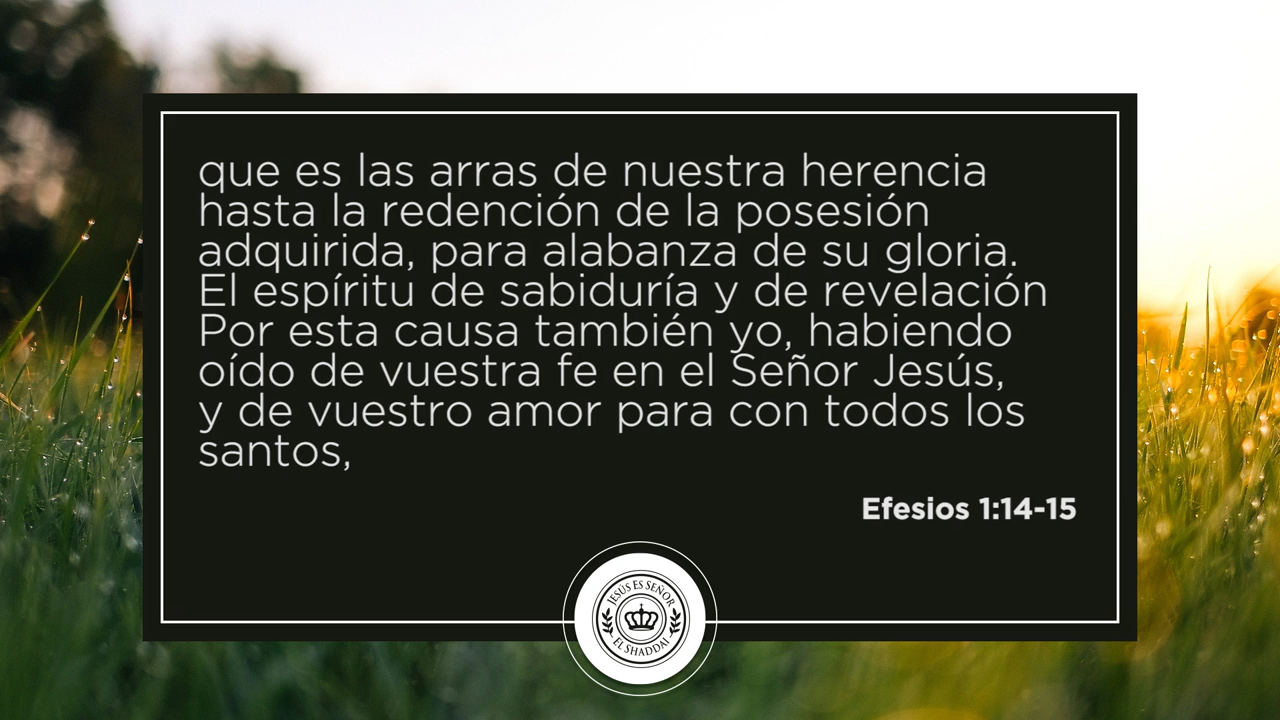 que es las arras de nuestra herencia
hasta la redención de la posesión
adquirida, para alabanza de su gloria.
El espíritu de sabiduría y de revelación
Por esta causa también yo, habiendo
oído de vuestra fe en el Señor Jesús,
y de vuestro amor para con todos los
santos,
Efesios 1:14-15
JESÚS ES SEÑOR
EL SHADDAI